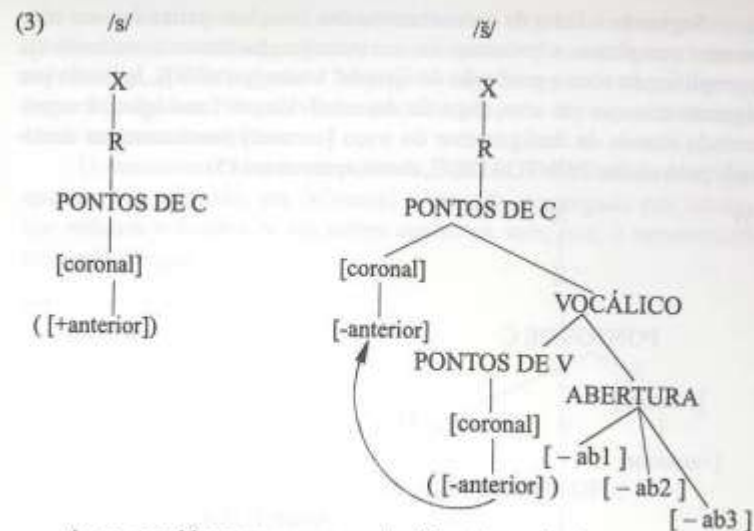 (3) /s/ /š/
X X
R R
PONTOS DE C PONTOS DE C
[coronal] [coronal]
VOCÁLICO
([+anterior]) [-anterior]
PONTOS DE V
ABERTURA
[coronal]
[– ab1 ]
([-anterior] ) [– ab2 ]
[– ab3 ]